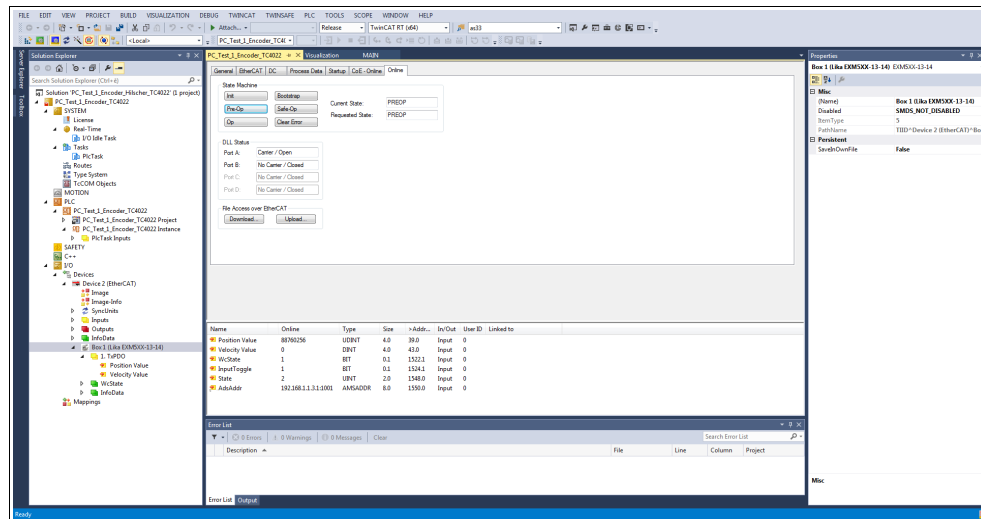 FILE EDIT VIEW PROJECT BUILD VISUALIZATION DEBUG TWINCAT TWINSAFE PLC TOOLS SCOPE WINDOW HELP
Attach... Release TwinCAT RT (x64) as33
<Local> PC_Test_1_Encoder_TC4(
Server Explorer
Toolbox
Solution Explorer
Search Solution Explorer (Ctrl+è)
Solution 'PC_Test_1_Encoder_Hilscher_TC4022' (1 project)
PC_Test_1_Encoder_TC4022
SYSTEM
License
Real-Time
I/O Idle Task
Tasks
PlcTask
Routes
Type System
TcCOM Objects
MOTION
PLC
PC_Test_1_Encoder_TC4022
PC_Test_1_Encoder_TC4022 Project
PC_Test_1_Encoder_TC4022 Instance
PlcTask Inputs
SAFETY
C++
I/O
Devices
Device 2 (EtherCAT)
Image
Image-Info
SyncUnits
Inputs
Outputs
InfoData
Box 1 (Lika EXM5XX-13-14)
1. TxPDO
Position Value
Velocity Value
WcState
InfoData
Mappings
PC_Test_1_Encoder_TC4022 Visualization MAIN
General EtherCAT DC Process Data Startup CoE - Online Online
State Machine
Init Bootstrap
Pre-Op Safe-Op
Op Clear Error
Current State: PREOP
Requested State: PREOP
DLL Status
Port A: Carrier / Open
Port B: No Carrier / Closed
Port C: No Carrier / Closed
Port D: No Carrier / Closed
File Access over EtherCAT
Download... Upload...
Name Online Type Size >Addr... In/Out User ID Linked to
Position Value 88760256 UDINT 4.0 39.0 Input 0
Velocity Value 0 DINT 4.0 43.0 Input 0
WcState 1 BIT 0.1 1522.1 Input 0
InputToggle 1 BIT 0.1 1524.1 Input 0
State 2 UINT 2.0 1548.0 Input 0
AdsAddr 192.168.1.1.3.1:1001 AMSADDR 8.0 1550.0 Input 0
Error List
0 Errors 0 Warnings 0 Messages Clear Search Error List
Description File Line Column Project
Error List Output
Properties
Box 1 (Lika EXM5XX-13-14) EXM5XX-13-14
Misc
(Name) Box 1 (Lika EXM5XX-13-14)
Disabled SMDS_NOT_DISABLED
ItemType 5
PathName TIID^Device 2 (EtherCAT)^Bo
Persistent
SaveInOwnFile False
Misc
Ready